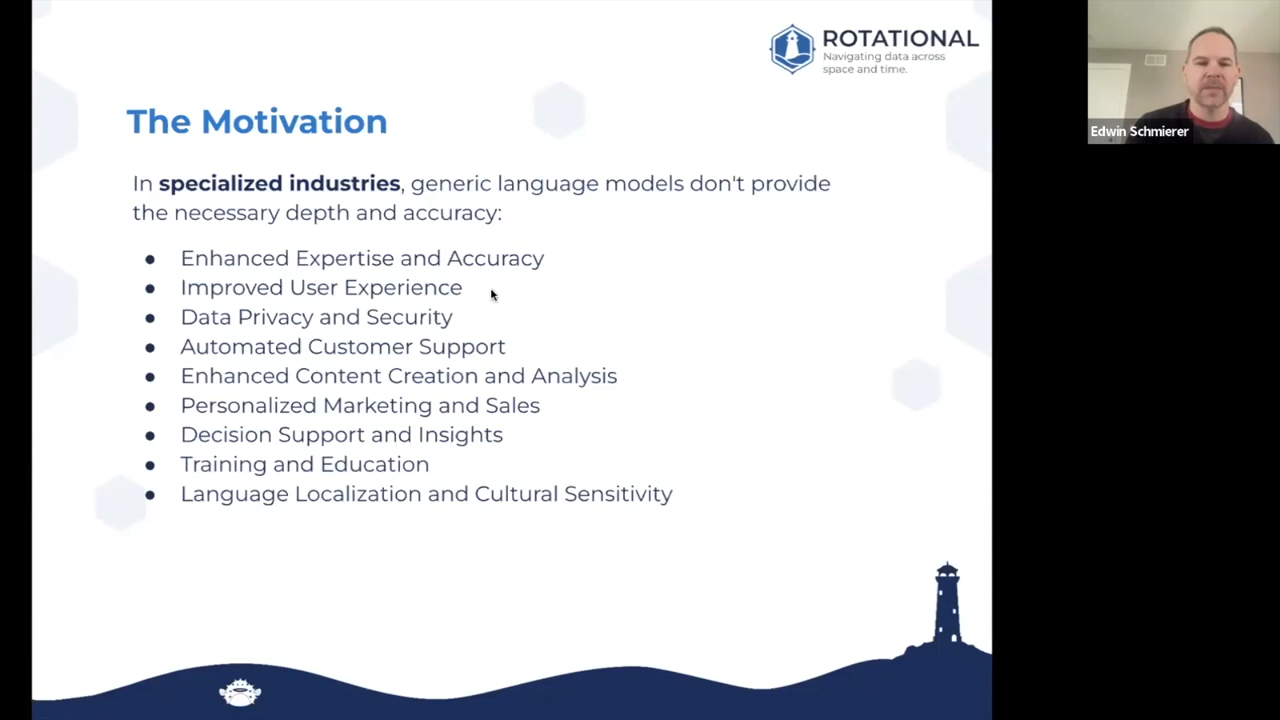 ROTATIONAL
Navigating data across
space and time.
Edwin Schmierer
The Motivation
In specialized industries, generic language models don't provide
the necessary depth and accuracy:
● Enhanced Expertise and Accuracy
● Improved User Experience
● Data Privacy and Security
● Automated Customer Support
● Enhanced Content Creation and Analysis
● Personalized Marketing and Sales
● Decision Support and Insights
● Training and Education
● Language Localization and Cultural Sensitivity